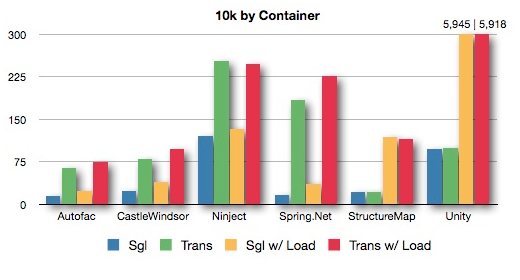 10k by Container
5,945 | 5,918
300
225
150
75
0
Autofac CastleWindsor Ninject Spring.Net StructureMap Unity
Sgl Trans Sgl w/ Load Trans w/ Load